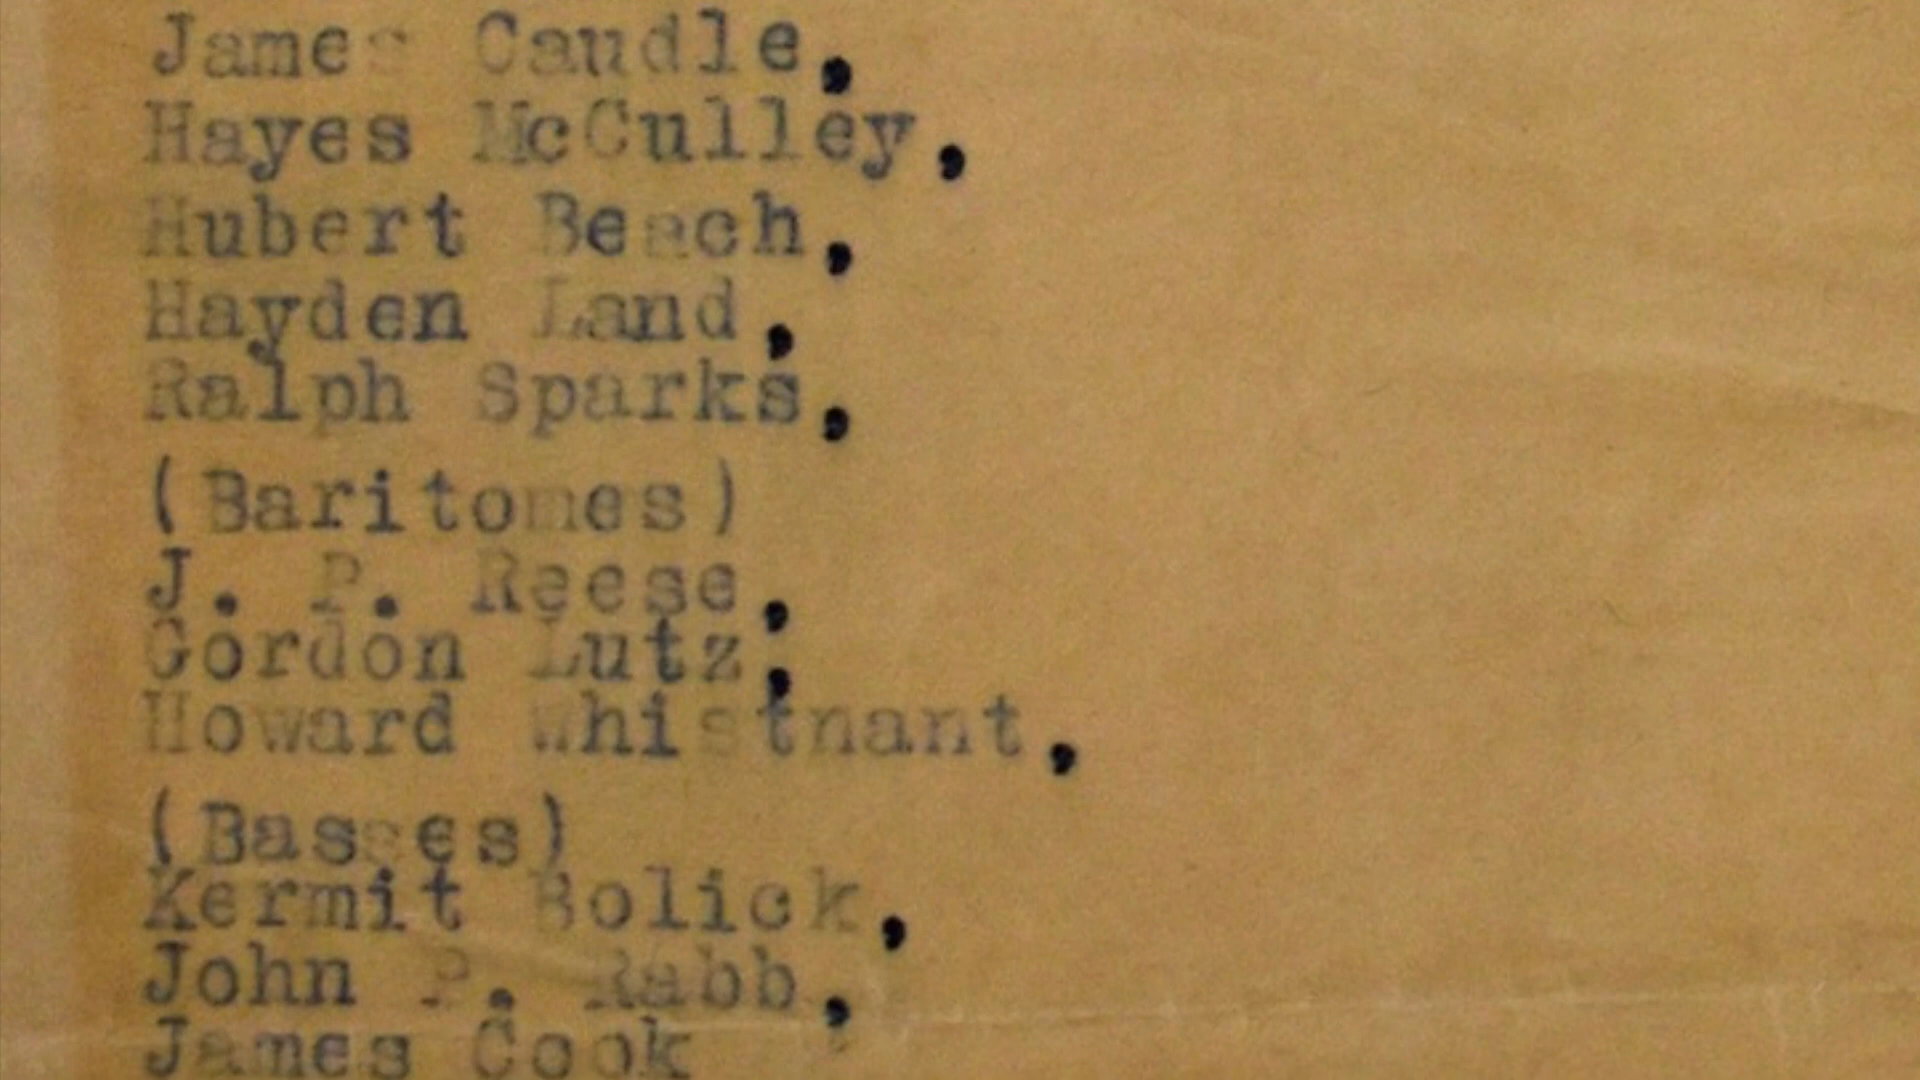 James Caudle,
Hayes McCulley,
Hubert Beach,
Hayden Land,
Ralph Sparks,
(Baritones)
J. P. Reese,
Gordon Lutz,
Howard Whistnant,
(Basses)
Kermit Bolick,
John P. Rabb,
James Cook